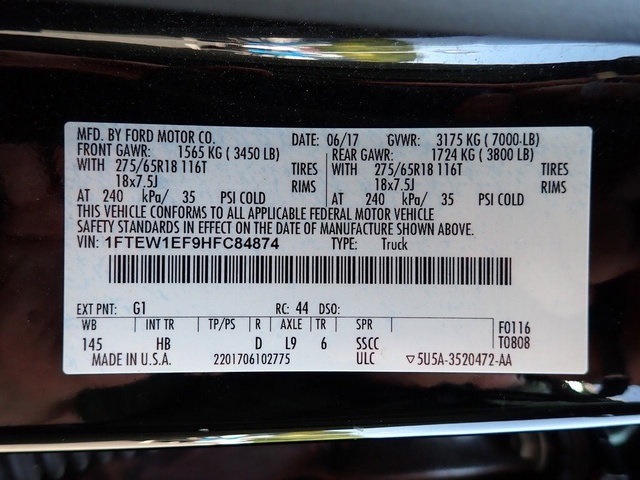 MFD. BY FORD MOTOR CO. DATE: 06/17 GVWR: 3175 KG ( 7000-LB)
FRONT GAWR: 1565 KG ( 3450 LB) REAR GAWR: 1724 KG ( 3800 LB)
WITH 275/65R18 116T TIRES WITH 275/65R18 116T TIRES
18x7.5J RIMS 18x7.5J RIMS
AT 240 kPa/ 35 PSI COLD AT 240 kPa/ 35 PSI COLD
THIS VEHICLE CONFORMS TO ALL APPLICABLE FEDERAL MOTOR VEHICLE
SAFETY STANDARDS IN EFFECT ON THE DATE OF MANUFACTURE SHOWN ABOVE.
VIN: 1FTEW1EF9HFC84874 TYPE: Truck
EXT PNT: G1 RC: 44 DSO:
WB INT TR TP/PS R AXLE TR SPR F0116
145 HB D L9 6 SSCC T0808
MADE IN U.S.A. 2201706102775 ULC ▽5U5A-3520472-AA